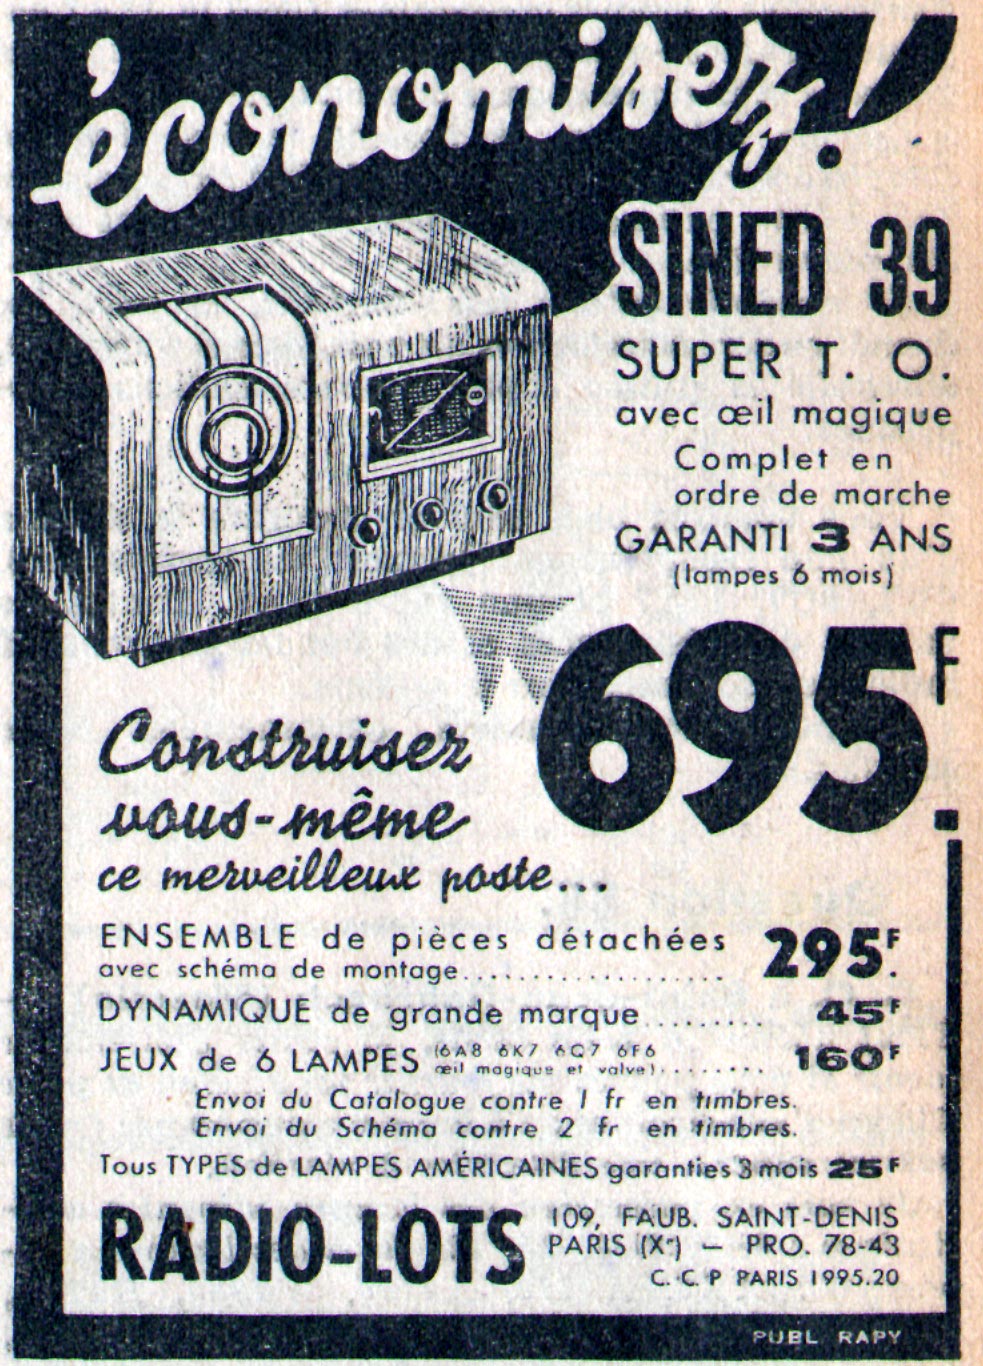 économisez!
SINED 39
SUPER T. O.
avec œil magique
Complet en
ordre de marche
GARANTI 3 ANS
(lampes 6 mois)
695.F
Construisez
vous-même
ce merveilleux poste...
ENSEMBLE de pièces détachées 295.F
avec schéma de montage..................
DYNAMIQUE de grande marque......... 45F
JEUX de 6 LAMPES (6A8 6K7 6Q7 6F6
œil magique et valve)......... 160F
Envoi du Catalogue contre 1 fr en timbres.
Envoi du Schéma contre 2 fr en timbres.
Tous TYPES de LAMPES AMÉRICAINES garanties 3 mois 25F
RADIO-LOTS
109, FAUB. SAINT-DENIS
PARIS (Xe) — PRO. 78-43
C. C. P PARIS 1995.20
PUBL RAPY